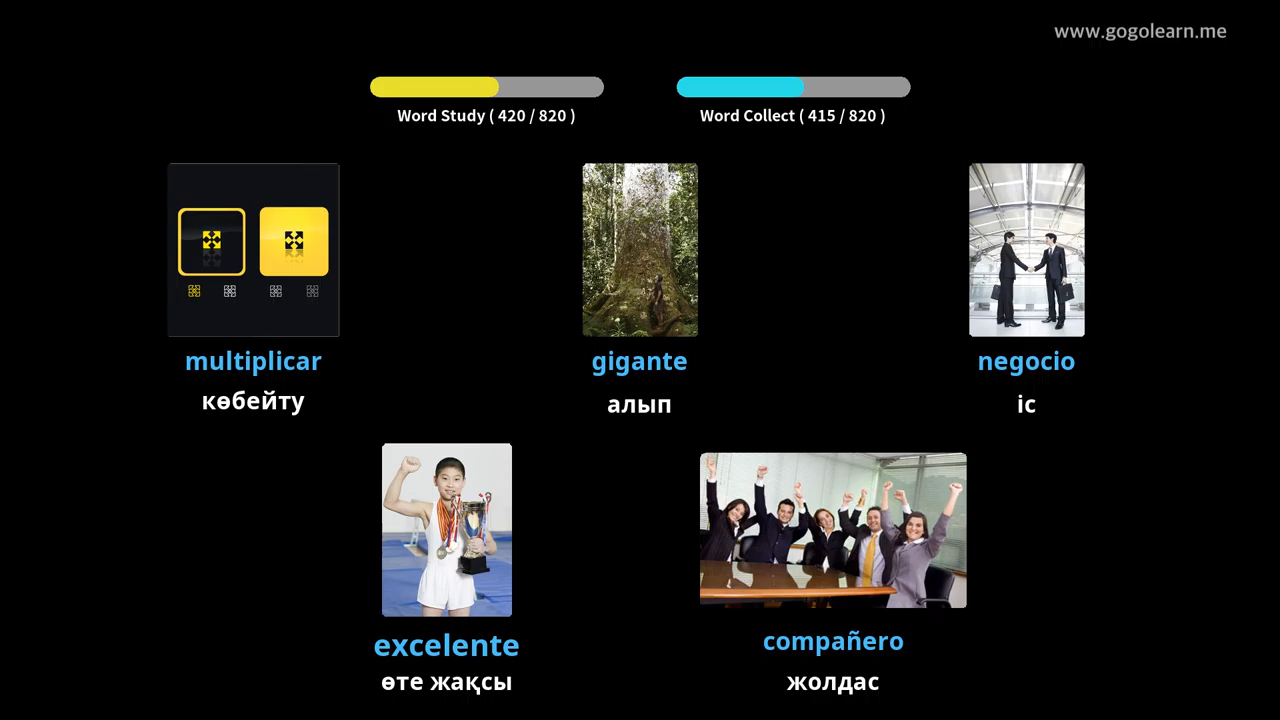 www.gogolearn.me
Word Study ( 420 / 820 )
Word Collect ( 415 / 820 )
multiplicar
көбейту
gigante
алып
negocio
іс
excelente
өте жақсы
compañero
жолдас